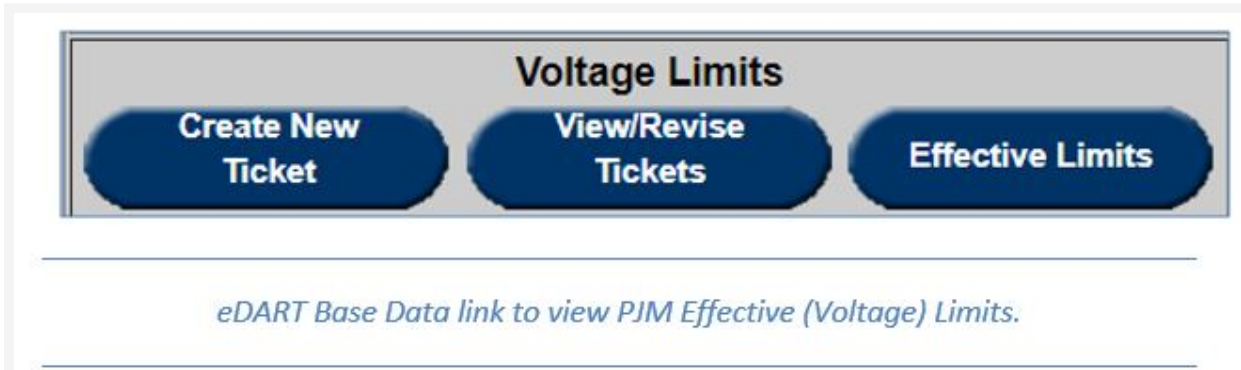 Voltage Limits
Create New
Ticket
View/Revise
Tickets
Effective Limits
eDART Base Data link to view PJM Effective (Voltage) Limits.